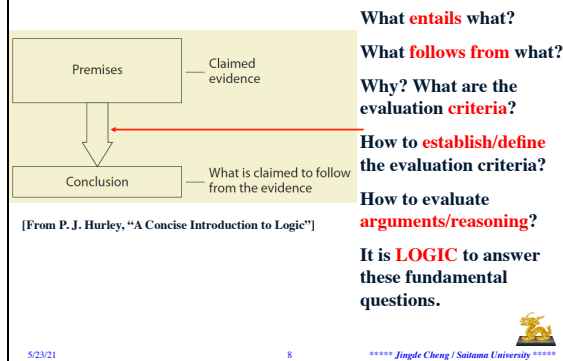 Premises
Claimed
evidence
Conclusion
What is claimed to follow
from the evidence
[From P. J. Hurley, “A Concise Introduction to Logic”]
What entails what?
What follows from what?
Why? What are the
evaluation criteria?
How to establish/define
the evaluation criteria?
How to evaluate
arguments/reasoning?
It is LOGIC to answer
these fundamental
questions.
5/23/21
8
***** Jingde Cheng / Saitama University *****